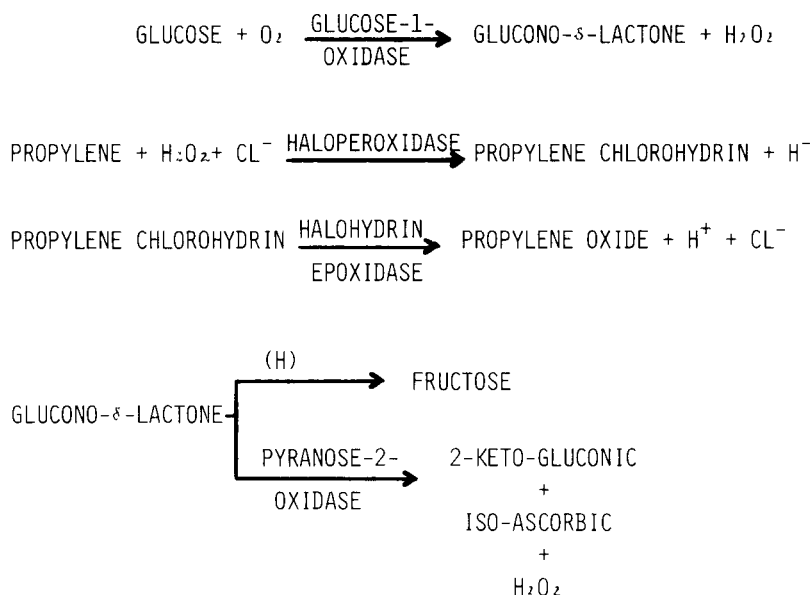 GLUCOSE + O₂ GLUCOSE-1-OXIDASE GLUCONO-δ-LACTONE + H₂O₂
PROPYLENE + H₂O₂ + CL⁻ HALOPEROXIDASE PROPYLENE CHLOROHYDRIN + H⁻
PROPYLENE CHLOROHYDRIN HALOHYDRIN EPOXIDASE PROPYLENE OXIDE + H⁺ + CL⁻
(H)
FRUCTOSE
GLUCONO-δ-LACTONE
PYRANOSE-2- 2-KETO-GLUCONIC
OXIDASE +
ISO-ASCORBIC
+
H₂O₂